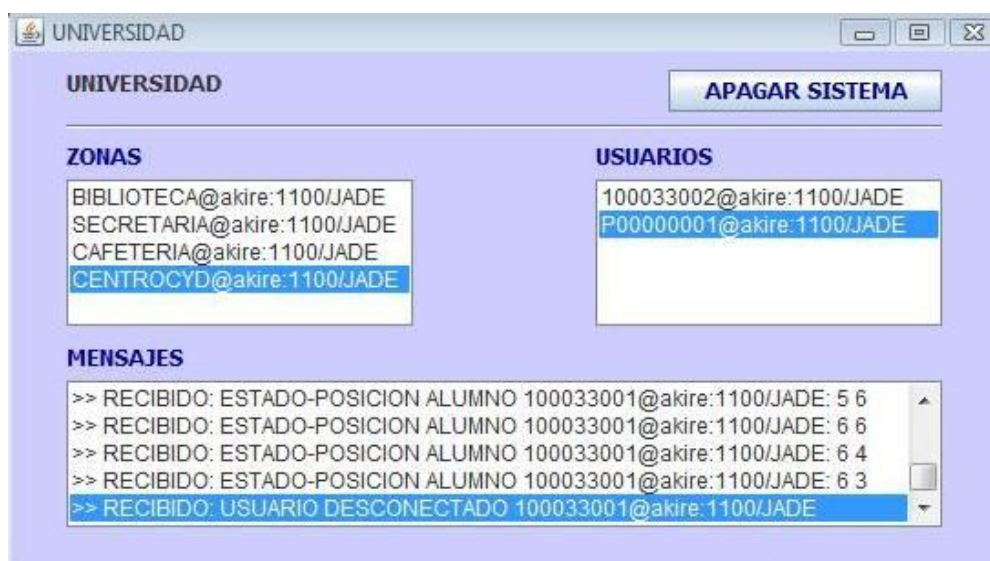 UNIVERSIDAD
UNIVERSIDAD
APAGAR SISTEMA
ZONAS
BIBLIOTECA@akire:1100/JADE
SECRETARIA@akire:1100/JADE
CAFETERIA@akire:1100/JADE
CENTROCYD@akire:1100/JADE
USUARIOS
100033002@akire:1100/JADE
P00000001@akire:1100/JADE
MENSAJES
>> RECIBIDO: ESTADO-POSICION ALUMNO 100033001@akire:1100/JADE: 5 6
>> RECIBIDO: ESTADO-POSICION ALUMNO 100033001@akire:1100/JADE: 6 6
>> RECIBIDO: ESTADO-POSICION ALUMNO 100033001@akire:1100/JADE: 6 4
>> RECIBIDO: ESTADO-POSICION ALUMNO 100033001@akire:1100/JADE: 6 3
>> RECIBIDO: USUARIO DESCONECTADO 100033001@akire:1100/JADE